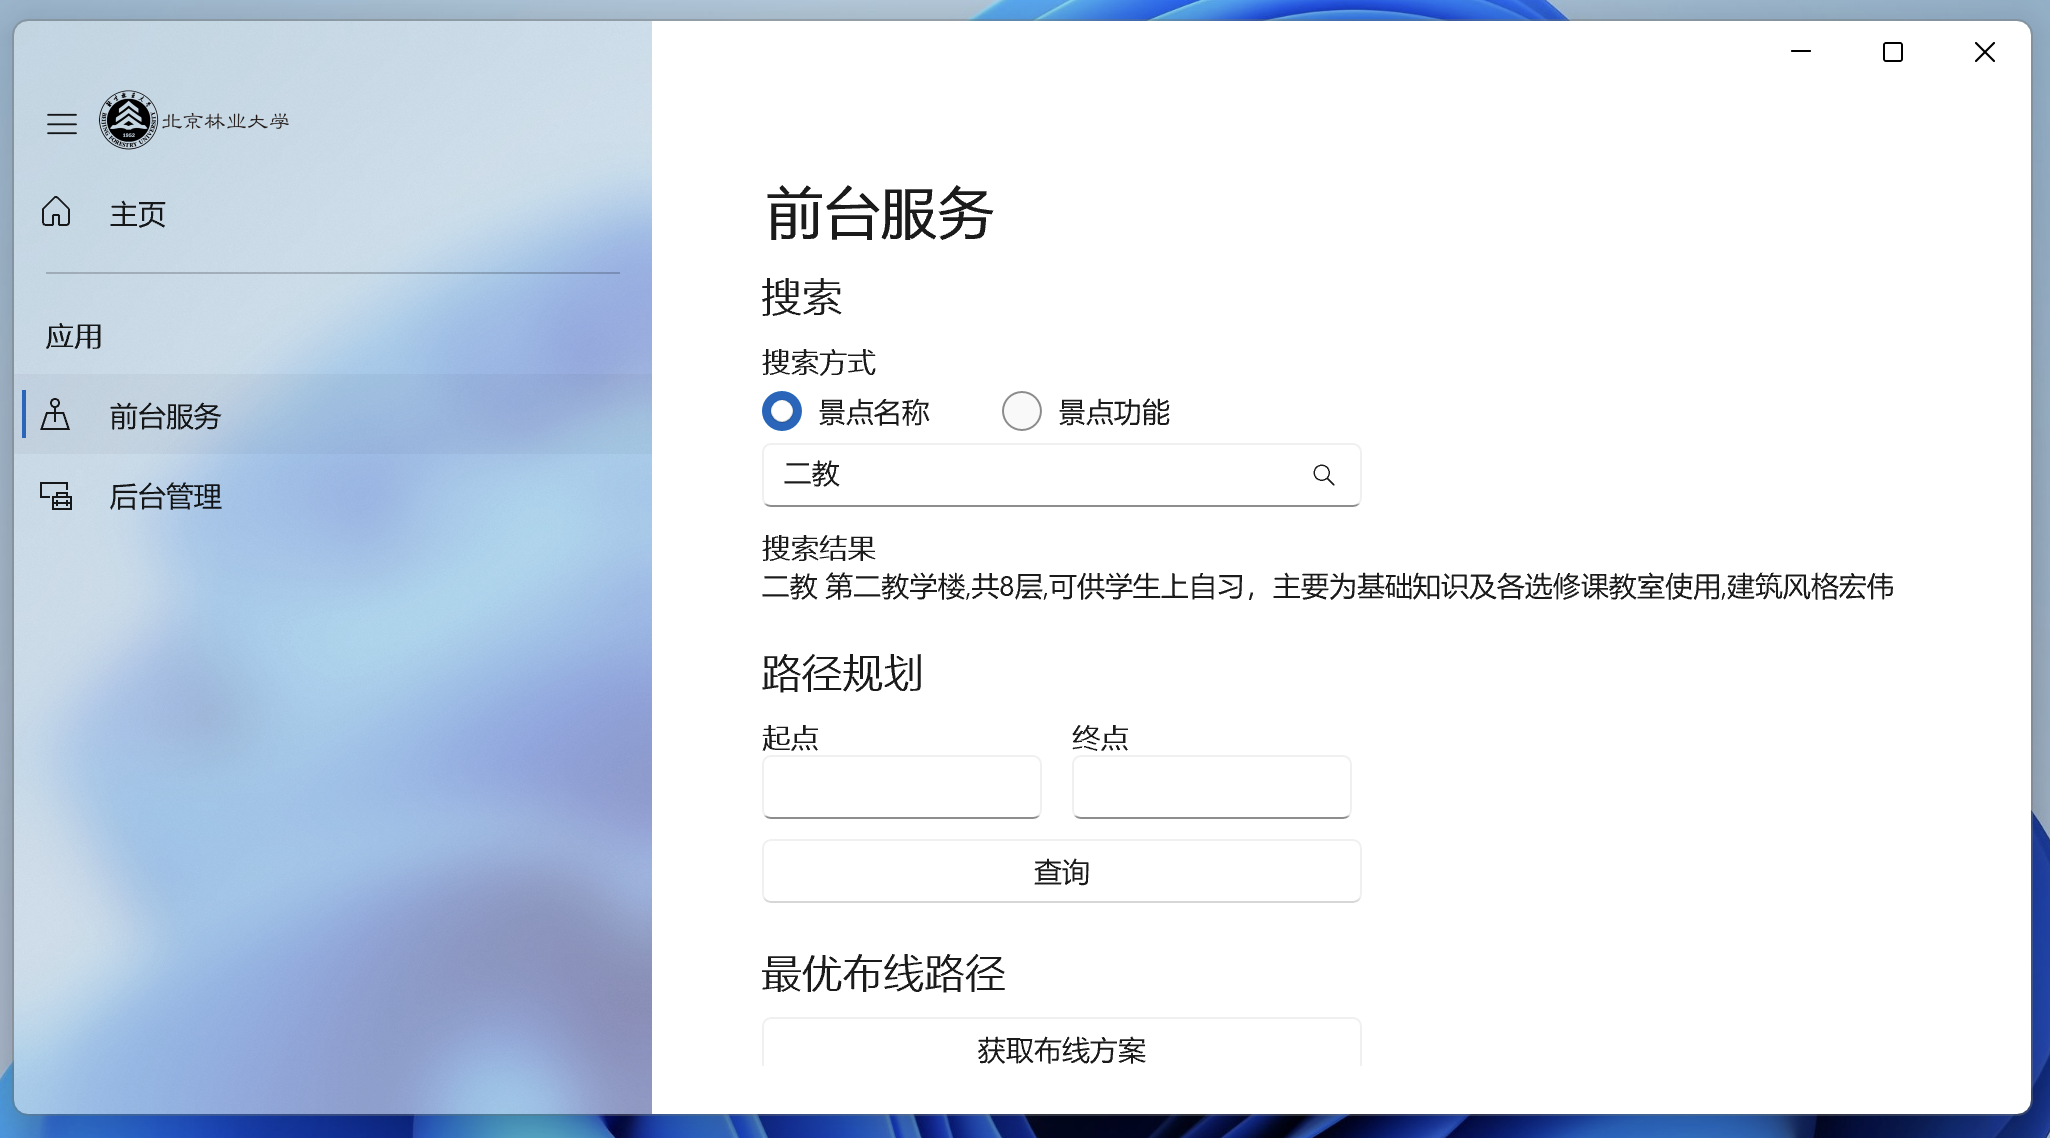 北京林业大学
主页
应用
前台服务
后台管理
前台服务
搜索
搜索方式
景点名称
景点功能
二教
搜索结果
二教 第二教学楼,共8层,可供学生上自习，主要为基础知识及各选修课教室使用,建筑风格宏伟
路径规划
起点
终点
查询
最优布线路径
获取布线方案